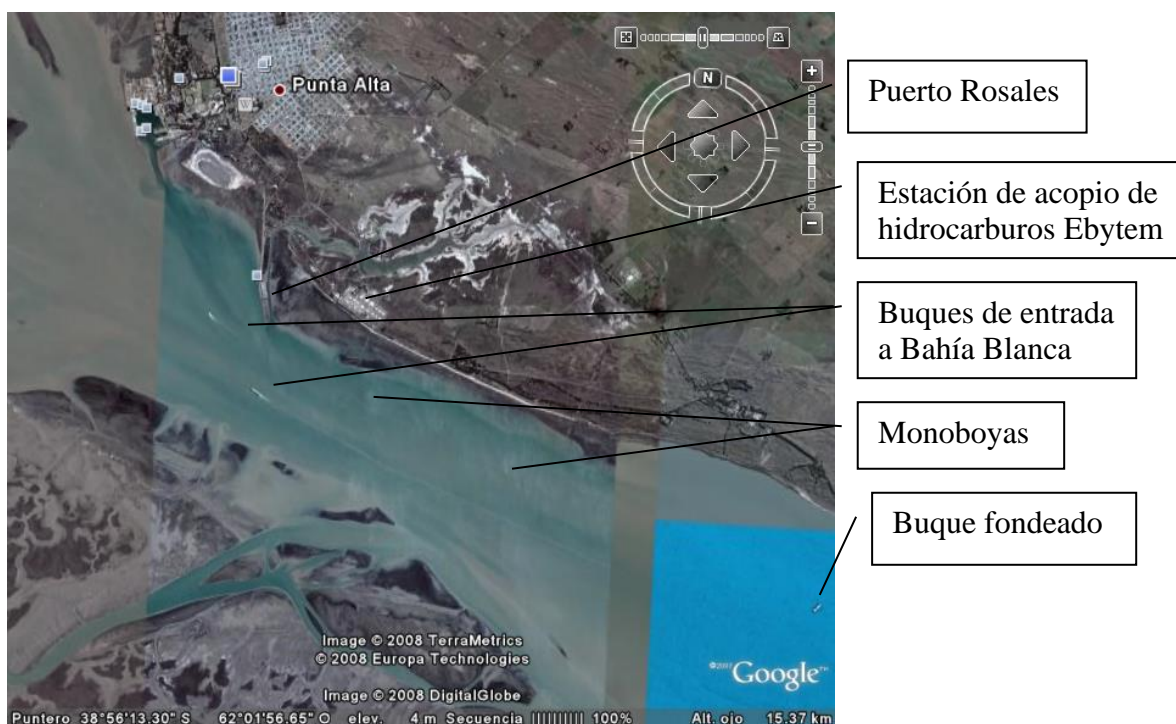 N
Punta Alta
W
Puerto Rosales
Estación de acopio de
hidrocarburos Ebytem
Buques de entrada
a Bahía Blanca
Monoboyas
Buque fondeado
Image © 2008 TerraMetrics
© 2008 Europa Technologies
Image © 2008 DigitalGlobe
©2007 Google™
Puntero 38°56'13.30" S 62°01'56.65" O elev. 4 m Secuencia |||||||||| 100% Alt. ojo 15.37 km